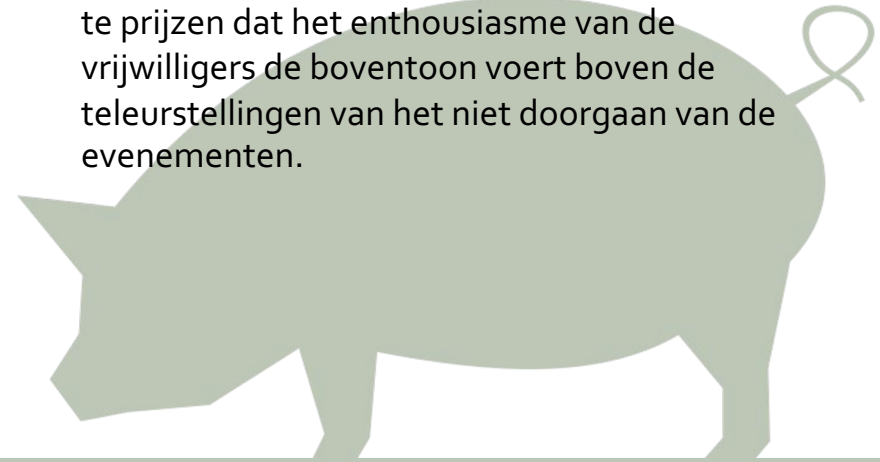 te prijzen dat het enthousiasme van de
vrijwilligers de boventoon voert boven de
teleurstellingen van het niet doorgaan van de
evenementen.